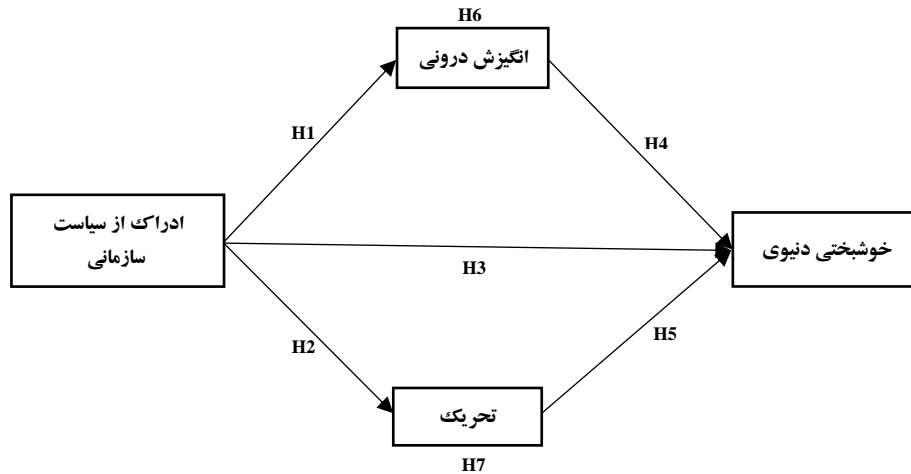 H6
انگیزش درونی
H1
H4
ادراک از سیاست
سازمانی
خوشبختی دنیوی
H3
H2
H5
تحریک
H7